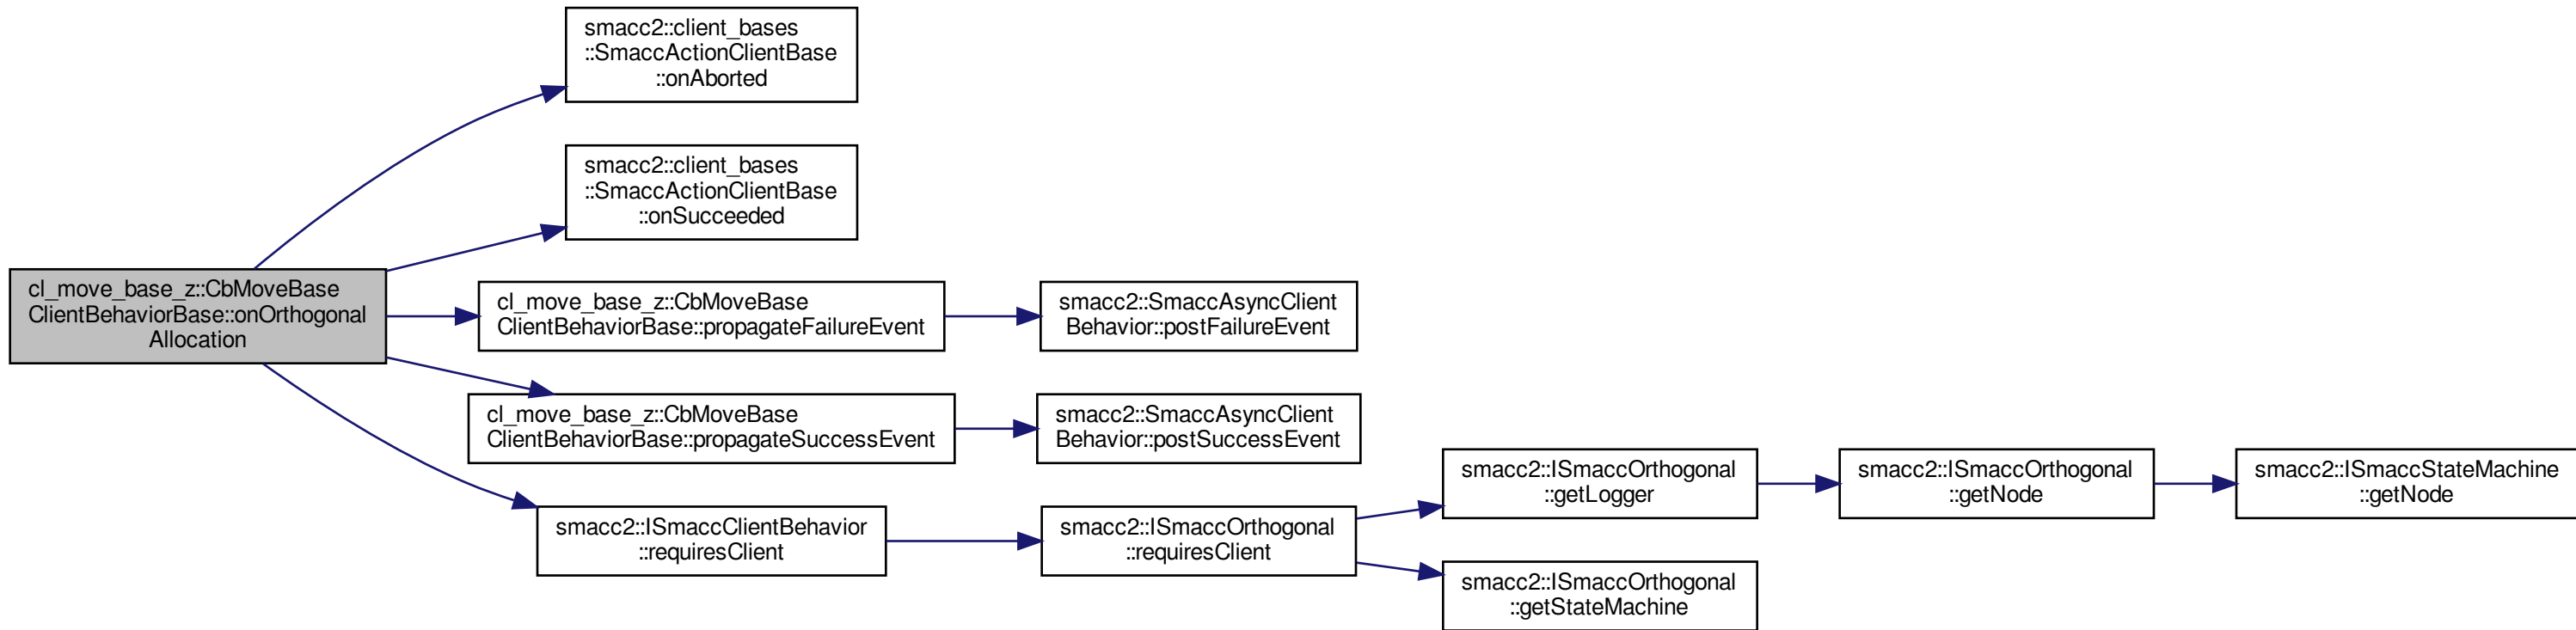 smacc2::client_bases
::SmaccActionClientBase
::onAborted
smacc2::client_bases
::SmaccActionClientBase
::onSucceeded
cl_move_base_z::CbMoveBase
ClientBehaviorBase::onOrthogonal
Allocation
cl_move_base_z::CbMoveBase
ClientBehaviorBase::propagateFailureEvent
smacc2::SmaccAsyncClient
Behavior::postFailureEvent
cl_move_base_z::CbMoveBase
ClientBehaviorBase::propagateSuccessEvent
smacc2::SmaccAsyncClient
Behavior::postSuccessEvent
smacc2::ISmaccClientBehavior
::requiresClient
smacc2::ISmaccOrthogonal
::requiresClient
smacc2::ISmaccOrthogonal
::getLogger
smacc2::ISmaccOrthogonal
::getNode
smacc2::ISmaccStateMachine
::getNode
smacc2::ISmaccOrthogonal
::getStateMachine